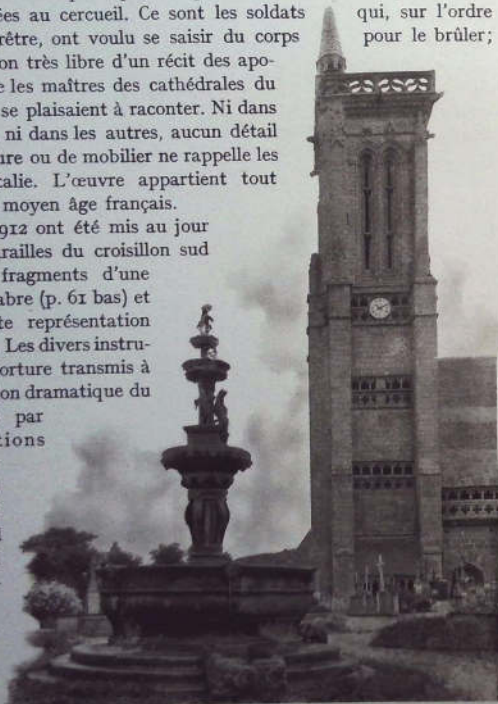 es au cercueil. Ce sont les soldats
qui, sur l'ordre
rêtre, ont voulu se saisir du corps
pour le brûler;
on très libre d'un récit des apo-
e les maîtres des cathédrales du
se plaisaient à raconter. Ni dans
ni dans les autres, aucun détail
ure ou de mobilier ne rappelle les
talie. L'œuvre appartient tout
moyen âge français.
912 ont été mis au jour
railles du croisillon sud
fragments d'une
abre (p. 61 bas) et
te représentation
Les divers instru-
orture transmis à
on dramatique du
par
tions